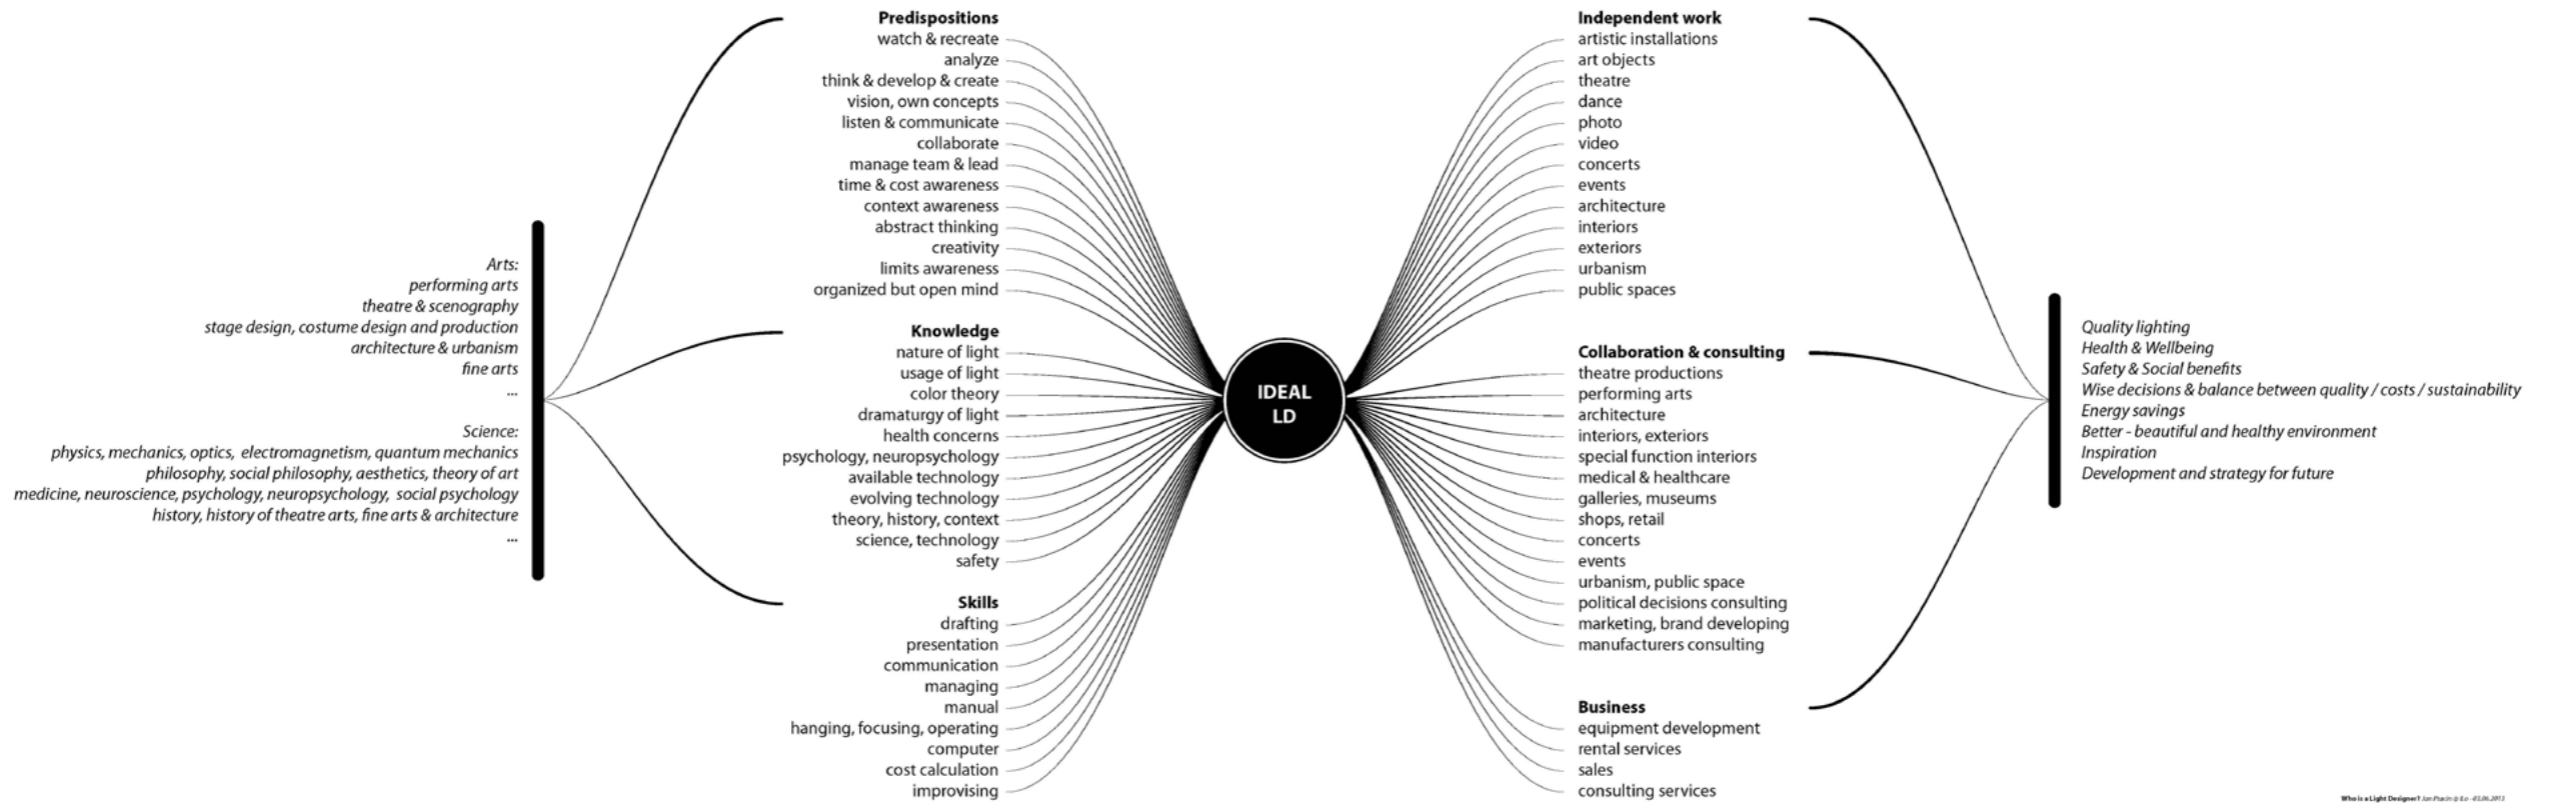 Arts:
performing arts
theatre & scenography
stage design, costume design and production
architecture & urbanism
fine arts
...
Science:
physics, mechanics, optics, electromagnetism, quantum mechanics
philosophy, social philosophy, aesthetics, theory of art
medicine, neuroscience, psychology, neuropsychology, social psychology
history, history of theatre arts, fine arts & architecture
...
Predispositions
watch & recreate
analyze
think & develop & create
vision, own concepts
listen & communicate
collaborate
manage team & lead
time & cost awareness
context awareness
abstract thinking
creativity
limits awareness
organized but open mind
Knowledge
nature of light
usage of light
color theory
dramaturgy of light
health concerns
psychology, neuropsychology
available technology
evolving technology
theory, history, context
science, technology
safety
Skills
drafting
presentation
communication
managing
manual
hanging, focusing, operating
computer
cost calculation
improvising
IDEAL
LD
Independent work
artistic installations
art objects
theatre
dance
photo
video
concerts
events
architecture
interiors
exteriors
urbanism
public spaces
Collaboration & consulting
theatre productions
performing arts
architecture
interiors, exteriors
special function interiors
medical & healthcare
galleries, museums
shops, retail
concerts
events
urbanism, public space
political decisions consulting
marketing, brand developing
manufacturers consulting
Business
equipment development
rental services
sales
consulting services
Quality lighting
Health & Wellbeing
Safety & Social benefits
Wise decisions & balance between quality / costs / sustainability
Energy savings
Better - beautiful and healthy environment
Inspiration
Development and strategy for future
Who is a Light Designer? Jan 03.06.2013